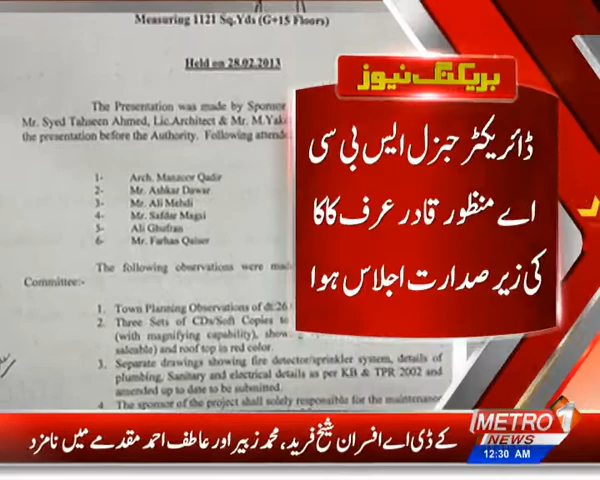 Measuring 1121 Sq.Yds (G+15 Floors)
Held on 28.02.2013
The Presentation was made by Sponsor
Mr. Syed Tahseen Ahmed, Lic.Architect & Mr. M.Yak
the presentation before the Authority. Following attende
1- Arch. Manzoor Qadir
2- Mr. Ashkar Dawar
3- Mr. Ali Mehdi
4- Mr. Safdar Magsi
5- Ali Ghufran
6- Mr. Farhan Qaiser
The following observations were mad
Committee:-
1. Town Planning Observations of dt:26
2. Three Sets of CDs/Soft Copies to
(with magnifying capability), show
saleable) and roof top in red color.
3. Separate drawings showing fire detector/sprinkler system, details of
plumbing, Sanitary and electrical details as per KB & TPR 2002 and
amended up to date to be submitted.
4. The sponsor of the project shall solely responsible for the maintenance
بریکنگ نیوز
ڈائریکٹر جنرل ایس بی سی
اے منظور قادر عرف کاکا
کی زیر صدارت اجلاس ہوا
کے ڈی اے افسران شیخ فرید، محمد زبیر اور عاطف احمد مقدمے میں نامزد
METRO 1
NEWS
12:30 AM